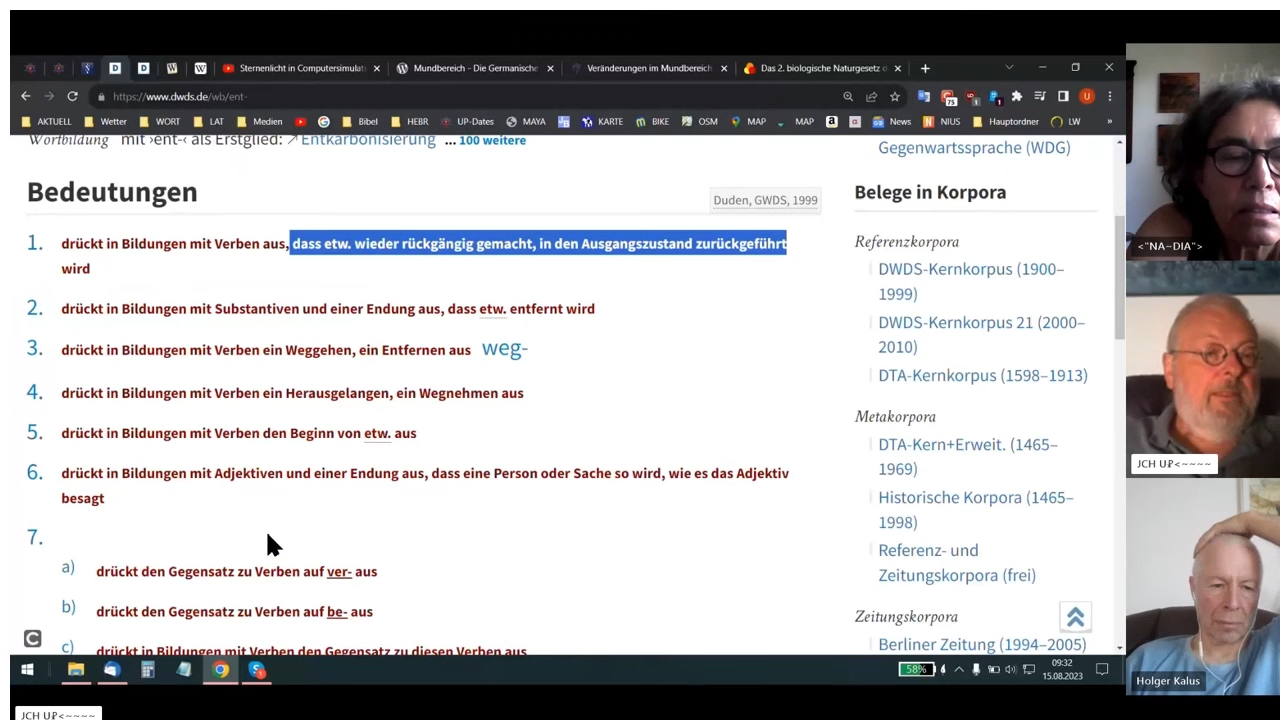 Sternenlicht in Computersimulat
Mundbereich - Die Germanische
Veränderungen im Mundbereich
Das 2. biologische Naturgesetz d
https://www.dwds.de/wb/ent-
75
1
1
U
AKTUELL
Wetter
WORT
LAT
Medien
Bibel
HEBR
UP-Dates
MAYA
KARTE
BIKE
OSM
MAP
MAP
News
NIUS
Hauptordner
LW
»
Wortbildung mit ›ent-‹ als Erstglied: ↗Entkarbonisierung ... 100 weitere
Bedeutungen
Duden, GWDS, 1999
1. drückt in Bildungen mit Verben aus, dass etw. wieder rückgängig gemacht, in den Ausgangszustand zurückgeführt
wird
2. drückt in Bildungen mit Substantiven und einer Endung aus, dass etw. entfernt wird
3. drückt in Bildungen mit Verben ein Weggehen, ein Entfernen aus weg-
4. drückt in Bildungen mit Verben ein Herausgelangen, ein Wegnehmen aus
5. drückt in Bildungen mit Verben den Beginn von etw. aus
6. drückt in Bildungen mit Adjektiven und einer Endung aus, dass eine Person oder Sache so wird, wie es das Adjektiv
besagt
7.
a) drückt den Gegensatz zu Verben auf ver- aus
b) drückt den Gegensatz zu Verben auf be- aus
c) drückt in Bildungen mit Verben den Gegensatz zu diesen Verben aus
Gegenwartssprache (WDG)
Belege in Korpora
Referenzkorpora
DWDS-Kernkorpus (1900–
1999)
DWDS-Kernkorpus 21 (2000–
2010)
DTA-Kernkorpus (1598–1913)
Metakorpora
DTA-Kern+Erweit. (1465–
1969)
Historische Korpora (1465–
1998)
Referenz- und
Zeitungskorpora (frei)
Zeitungskorpora
Berliner Zeitung (1994–2005)
58%
09:32
15.08.2023
<"NA~DIA">
JCH UP<~~~~
Holger Kalus
JCH UP<~~~~